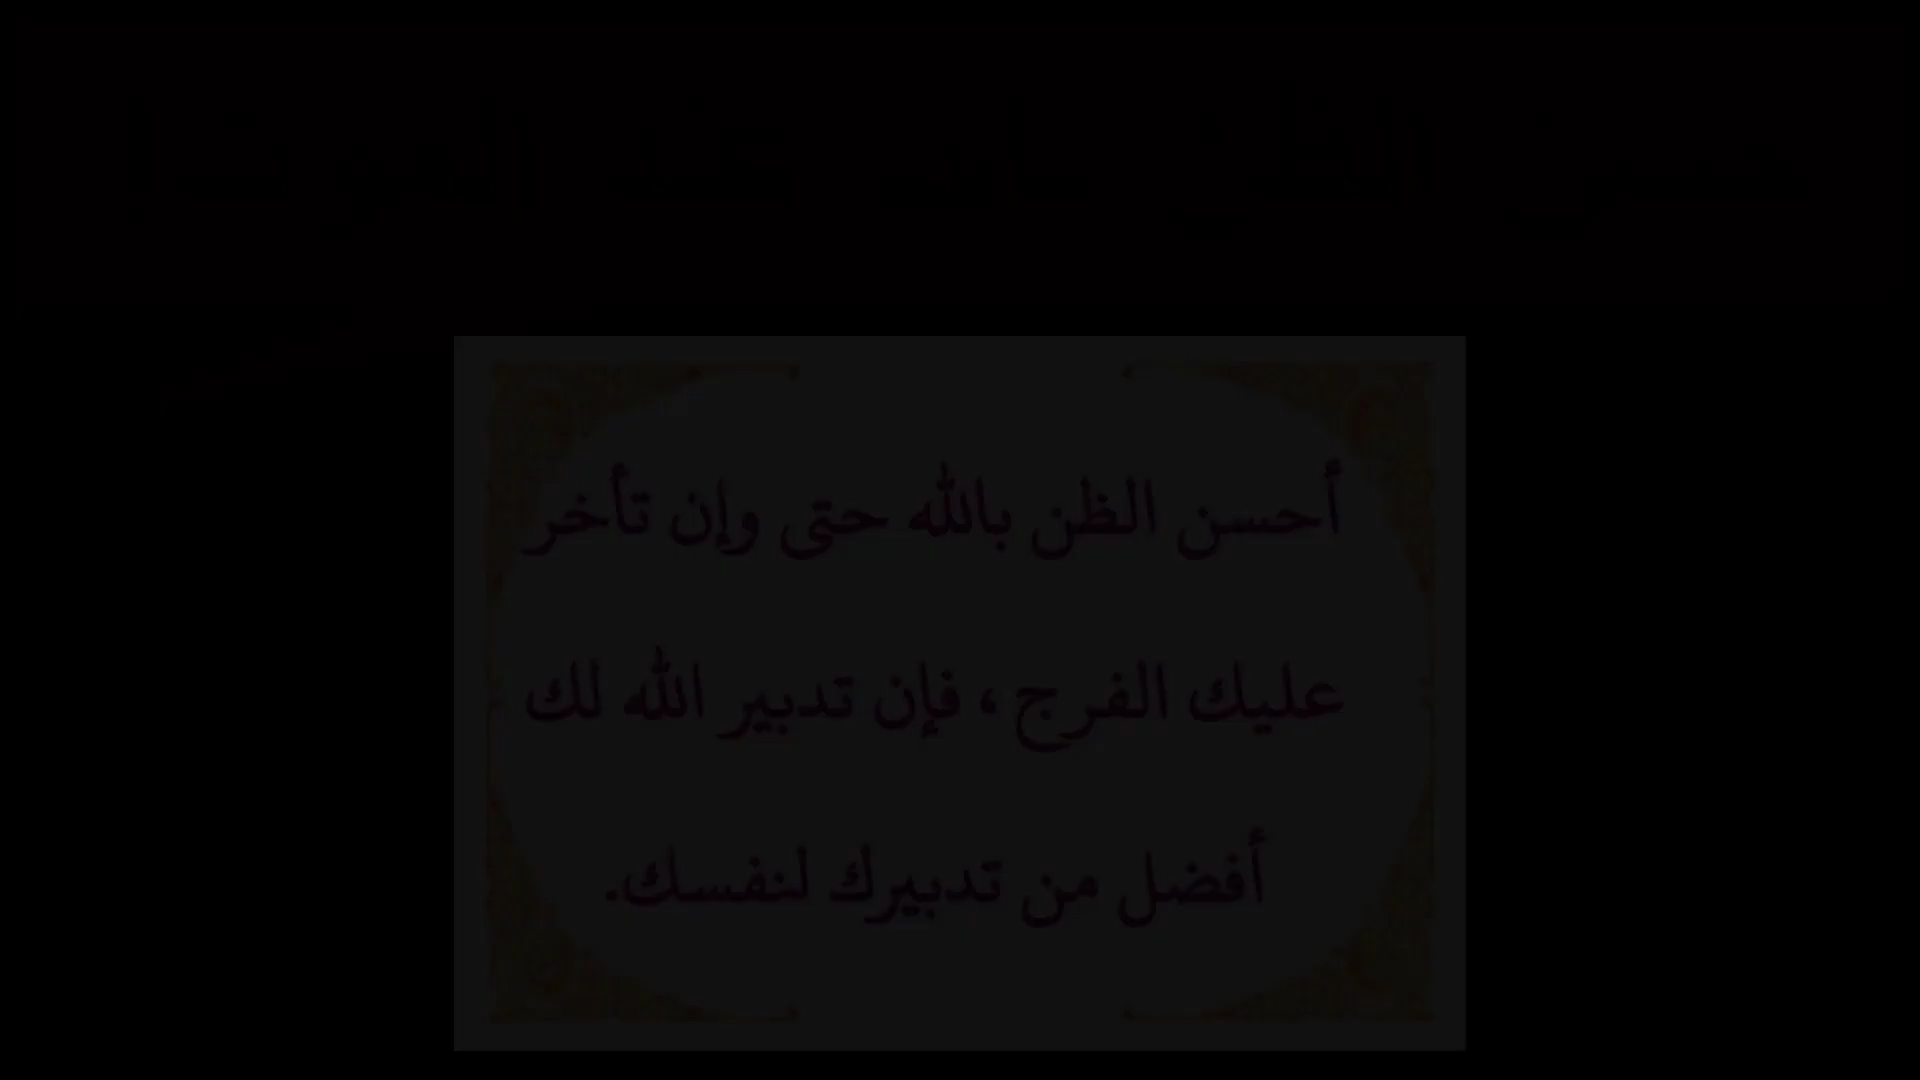 أحسن الظن بالله حتى وإن تأخر
عليك الفرج ، فإن تدبير الله لك
أفضل من تدبيرك لنفسك.